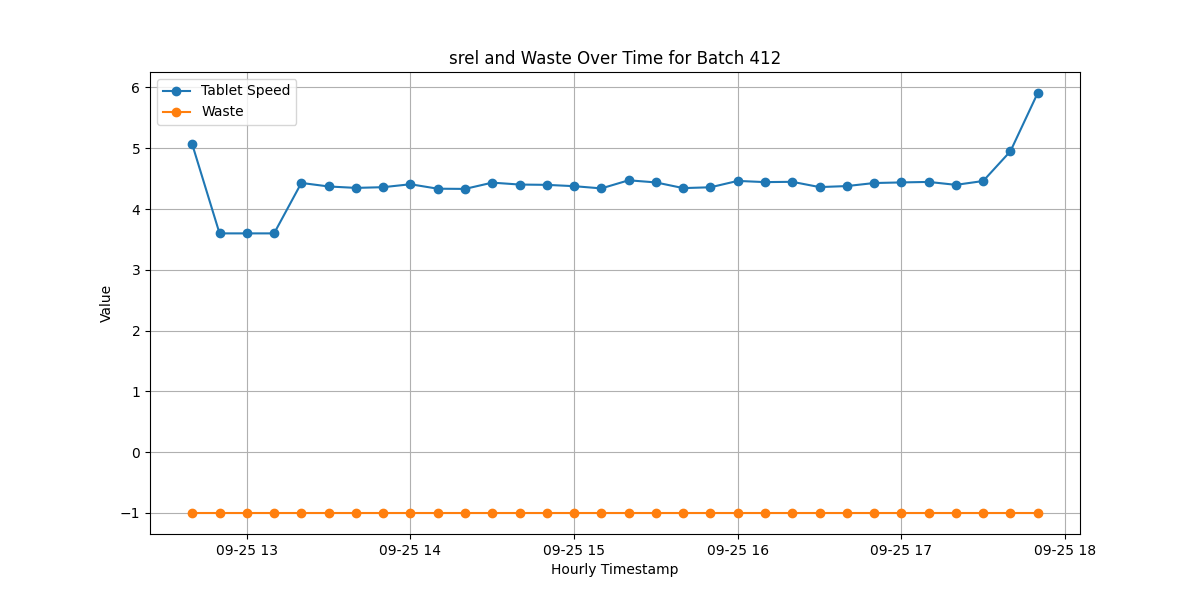 srel and Waste Over Time for Batch 412
Tablet Speed
Waste
6
5
4
3
2
1
0
−1
Value
09-25 13
09-25 14
09-25 15
09-25 16
09-25 17
09-25 18
Hourly Timestamp